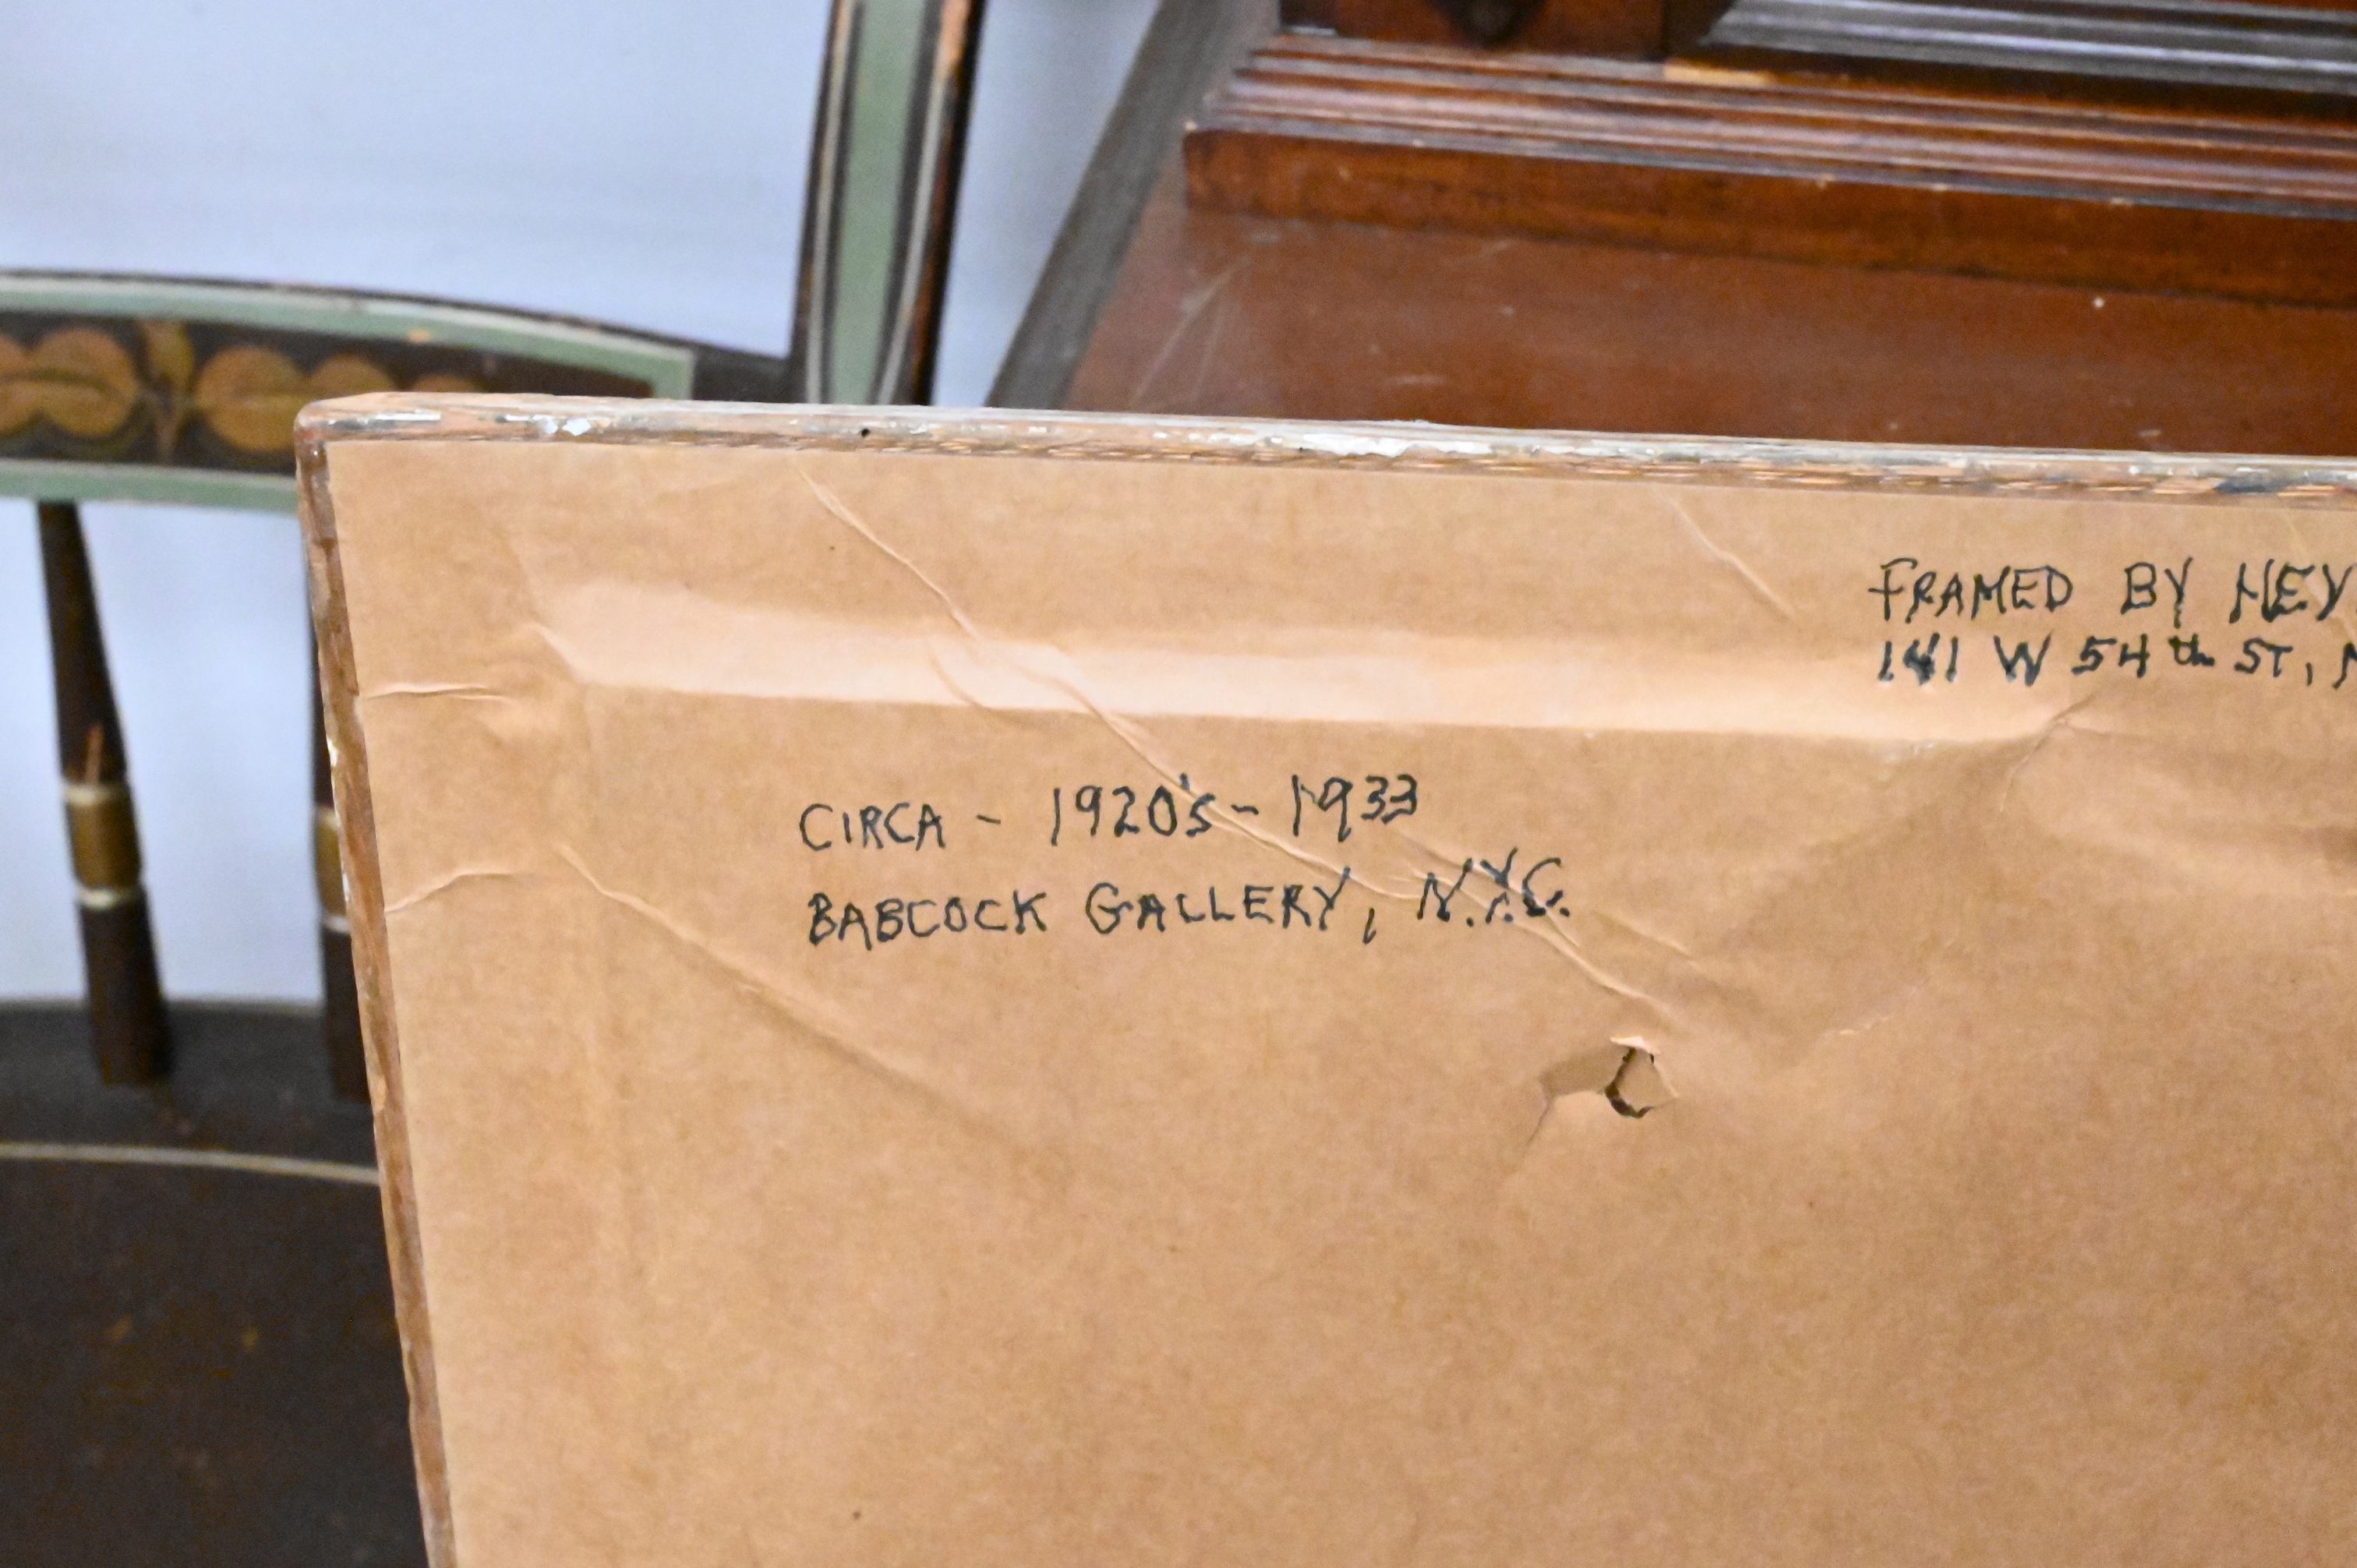 FRAMED BY HEY
141 W 54th ST, N
CIRCA - 1920's - 1933
BABCOCK GALLERY, N.Y.C.